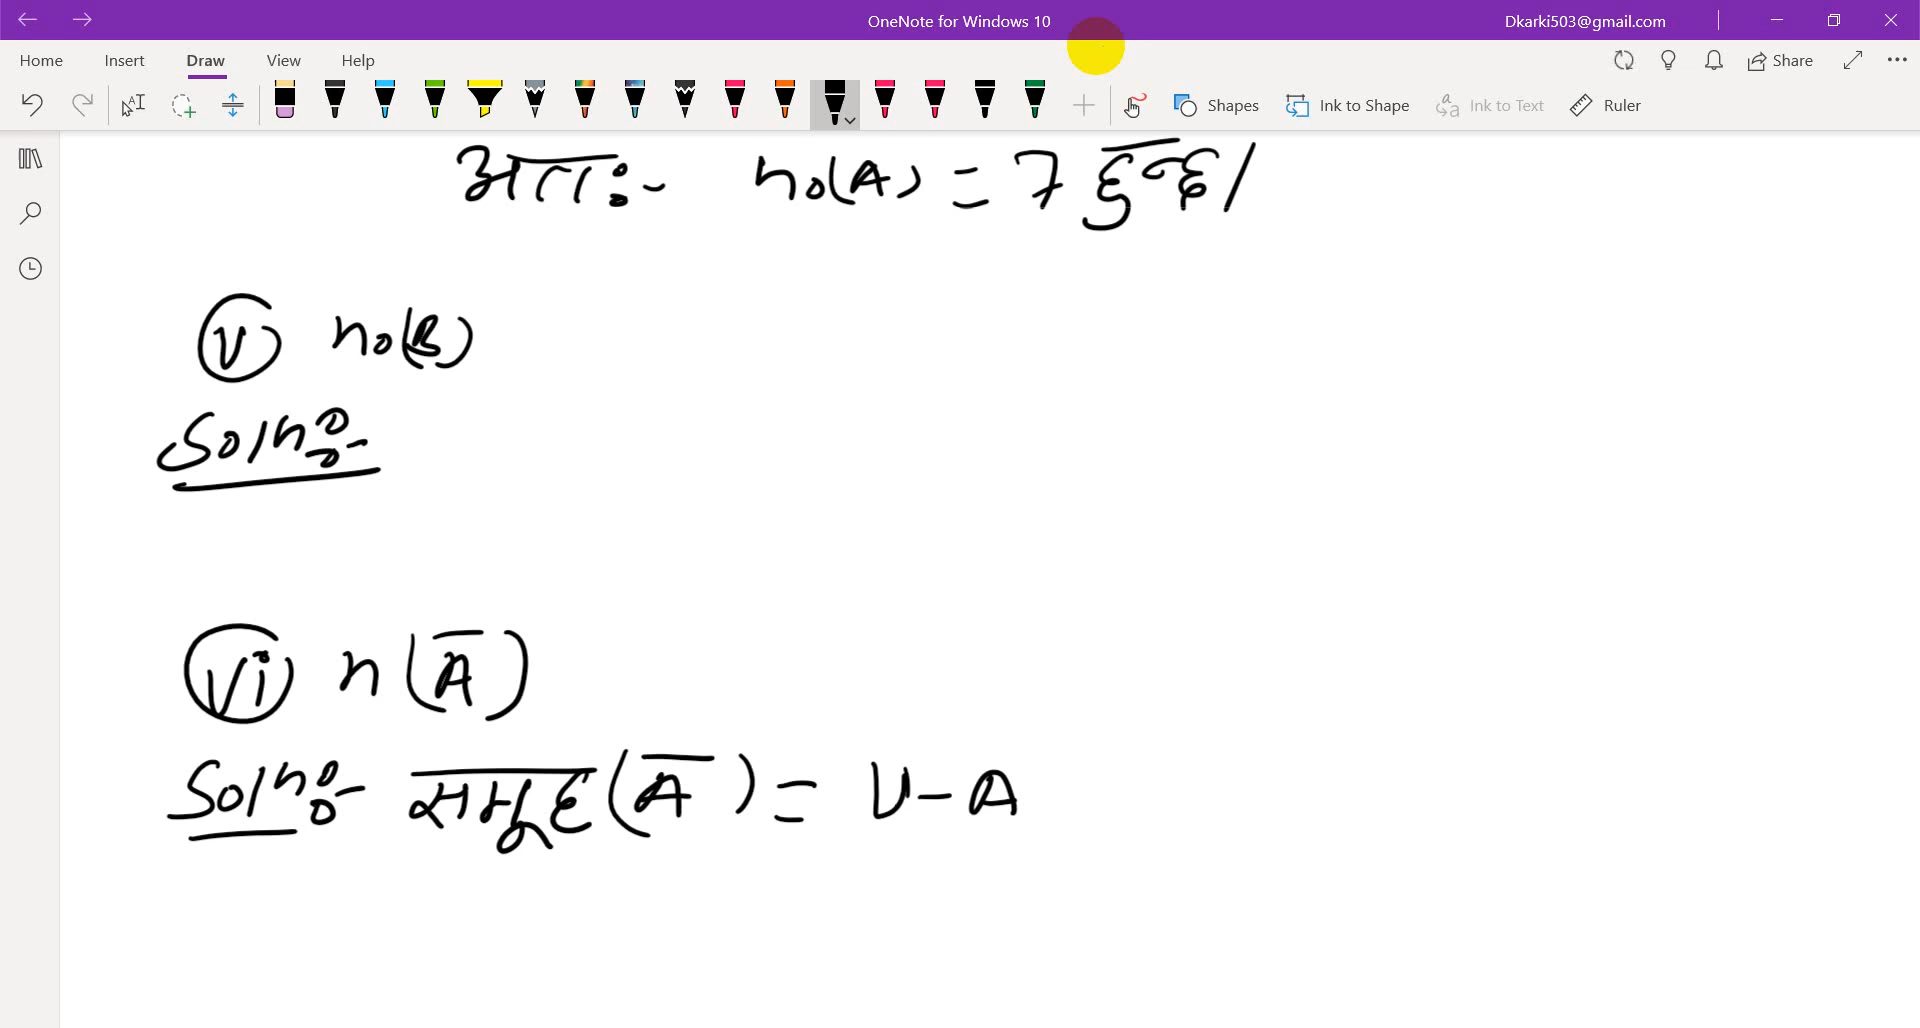 OneNote for Windows 10 Dkarki503@gmail.com
Home Insert Draw View Help Share
Shapes Ink to Shape Ink to Text Ruler
अतः- n₀(A) = 7 हुन्छ।
(V) n₀(B)
Soln:-
(Vi) n(A̅)
Soln:- समूह (A̅) = U - A